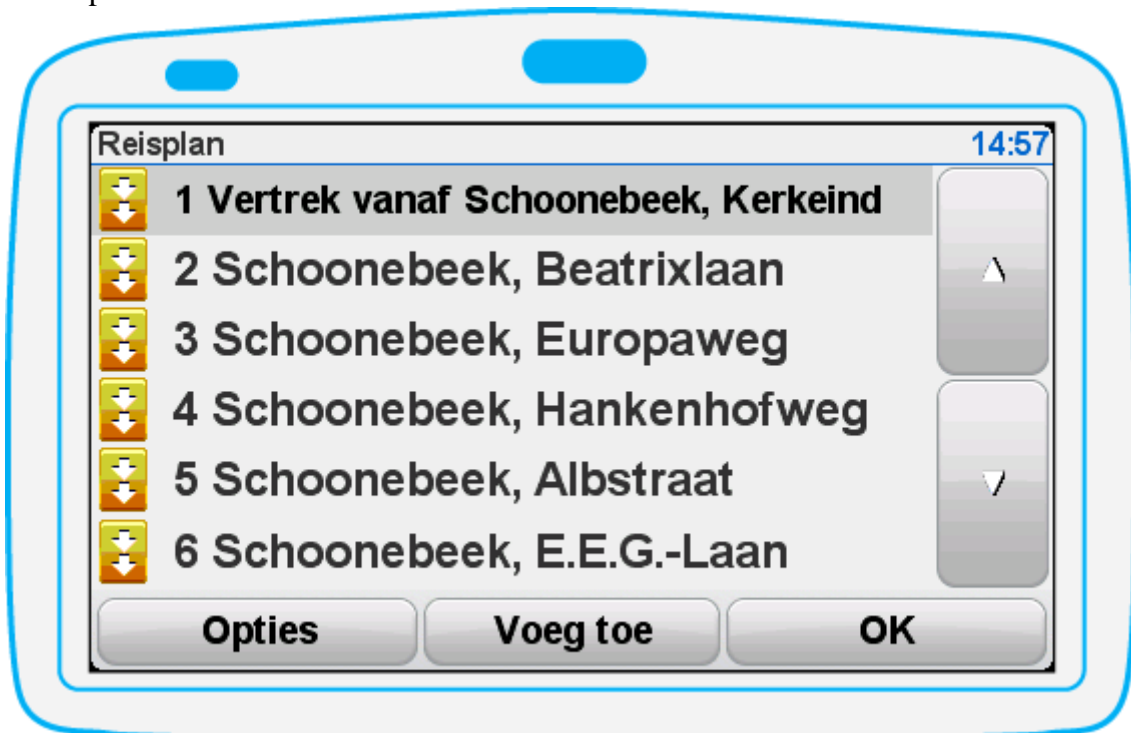 Reisplan 14:57
1 Vertrek vanaf Schoonebeek, Kerkeind
2 Schoonebeek, Beatrixlaan
3 Schoonebeek, Europaweg
4 Schoonebeek, Hankenhofweg
5 Schoonebeek, Albstraat
6 Schoonebeek, E.E.G.-Laan
Opties Voeg toe OK